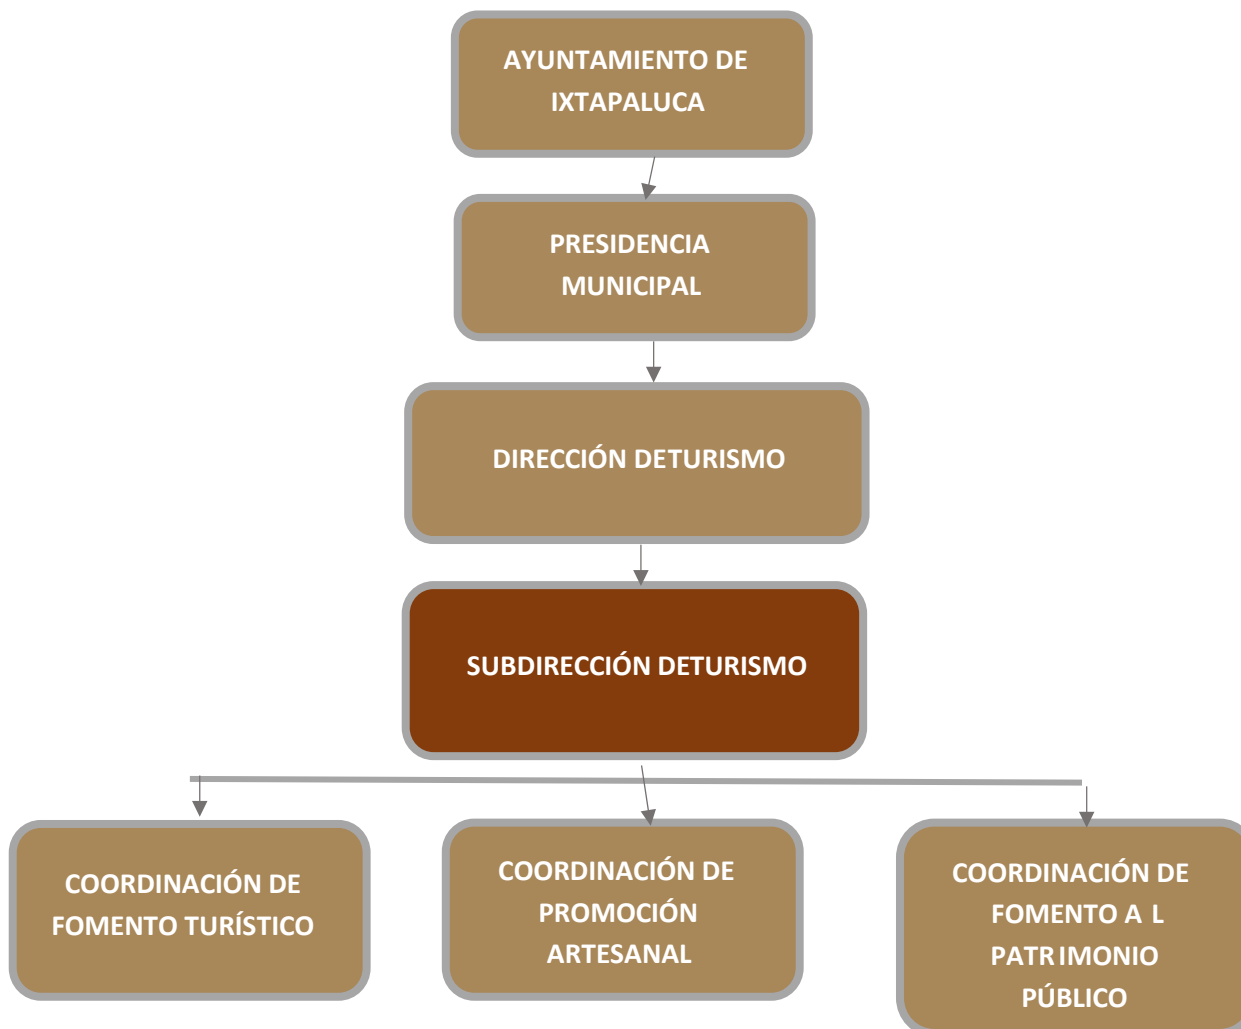 AYUNTAMIENTO DE
IXTAPALUCA
PRESIDENCIA
MUNICIPAL
DIRECCIÓN DETURISMO
SUBDIRECCIÓN DETURISMO
COORDINACIÓN DE
FOMENTO TURÍSTICO
COORDINACIÓN DE
PROMOCIÓN
ARTESANAL
COORDINACIÓN DE
FOMENTO A L
PATR IMONIO
PÚBLICO